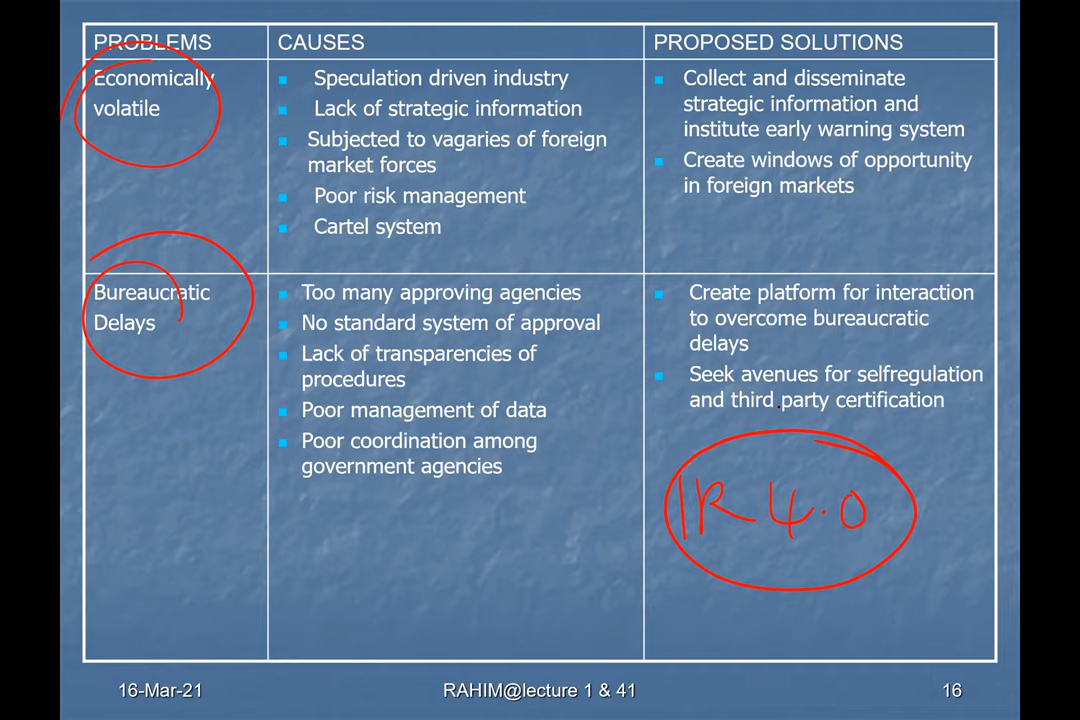 PROBLEMS
CAUSES
PROPOSED SOLUTIONS
Economically
volatile
Speculation driven industry
Lack of strategic information
Subjected to vagaries of foreign
market forces
Poor risk management
Cartel system
Collect and disseminate
strategic information and
institute early warning system
Create windows of opportunity
in foreign markets
Bureaucratic
Delays
Too many approving agencies
No standard system of approval
Lack of transparencies of
procedures
Poor management of data
Poor coordination among
government agencies
Create platform for interaction
to overcome bureaucratic
delays
Seek avenues for selfregulation
and third party certification
IR 4.0
16-Mar-21
RAHIM@lecture 1 & 41
16